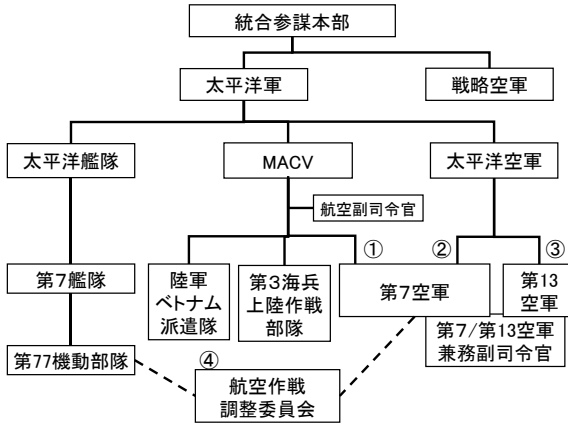 統合参謀本部
太平洋軍
戦略空軍
太平洋艦隊
MACV
太平洋空軍
航空副司令官
①
②
③
第7艦隊
陸軍
ベトナム
派遣隊
第3海兵
上陸作戦
部隊
第7空軍
第13
空軍
第7/第13空軍
兼務副司令官
第77機動部隊
④
航空作戦
調整委員会